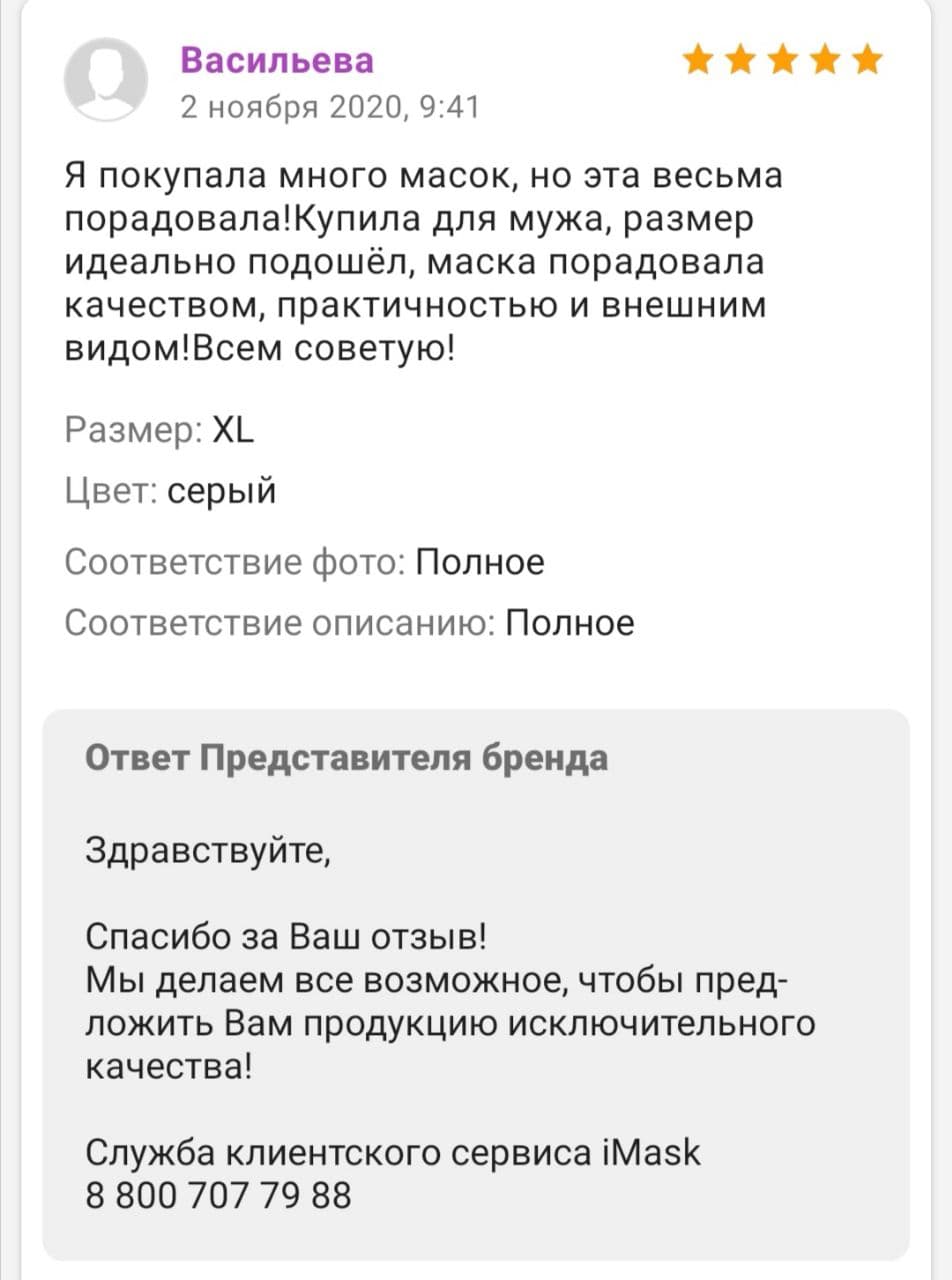 Васильева
2 ноября 2020, 9:41
Я покупала много масок, но эта весьма
порадовала!Купила для мужа, размер
идеально подошёл, маска порадовала
качеством, практичностью и внешним
видом!Всем советую!
Размер: XL
Цвет: серый
Соответствие фото: Полное
Соответствие описанию: Полное
Ответ Представителя бренда
Здравствуйте,
Спасибо за Ваш отзыв!
Мы делаем все возможное, чтобы пред-
ложить Вам продукцию исключительного
качества!
Служба клиентского сервиса iMask
8 800 707 79 88